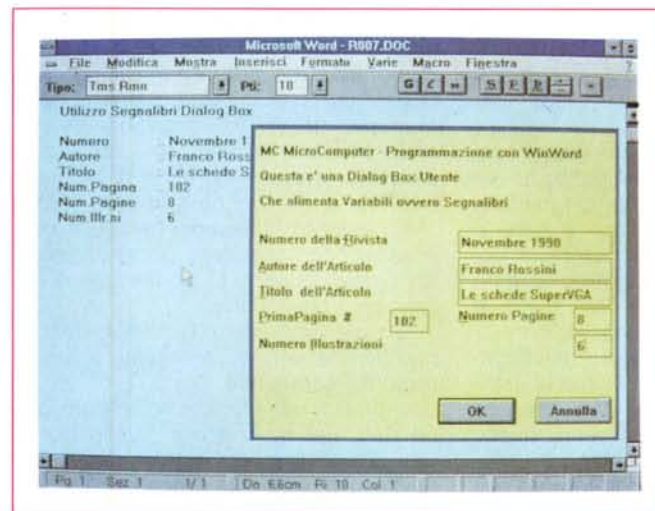 Microsoft Word - R007.DOC
File Modifica Mostra Inserisci Formato Varie Macro Finestra ?
Tipo: Tms Rmn Pti: 10 G C S P
Utilizzo Segnalibri Dialog Box
Numero : Novembre 1
Autore : Franco Ross
Titolo : Le schede S
Num.Pagina : 182
Num.Pagine : 8
Num.Illr.ni : 6
MC MicroComputer - Programmazione con WinWord
Questa e' una Dialog Box Utente
Che alimenta Variabili ovvero Segnalibri
Numero della Rivista Novembre 1990
Autore dell'Articolo Franco Rossini
Titolo dell'Articolo Le schede SuperVGA
PrimaPagina # 182 Numero Pagine 8
Numero Illustrazioni 6
OK Annulla
Pg 1 Sez 1 1/1 Da 6.6cm Ri 10 Col 1